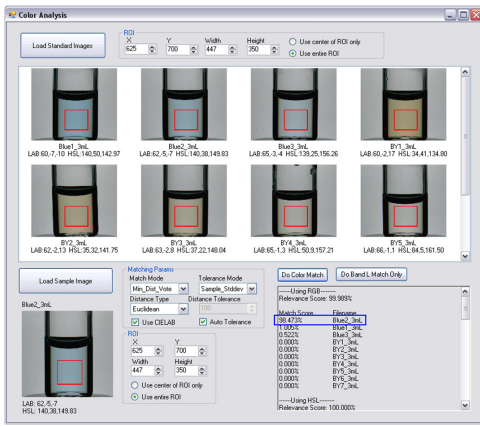 Color Analysis
Load Standard Images
ROI
X Y Width Height
625 700 447 350
Use center of ROI only
Use entire ROI
Blue1_3mL Blue2_3mL Blue3_3mL BY1_3mL
LAB:60,-7,-10 HSL:140,50,142.97 LAB:62,-5,-7 HSL:140,38,149.83 LAB:65,-3,-4 HSL:139,25,156.26 LAB:60,-2,17 HSL:34,41,134.80
BY2_3mL BY3_3mL BY4_3mL BY5_3mL
LAB:62,-2,13 HSL:35,32,141.75 LAB:63,-2,8 HSL:37,22,148.04 LAB:65,-1,3 HSL:50,9,157.21 LAB:66,-1,1 HSL:84,5,161.50
Load Sample Image
Blue2_3mL
LAB: 62,-5,-7
HSL: 140,38,149.83
Matching Params
Match Mode Tolerance Mode
Min_Dist_Vote Sample_Stddev
Distance Type Distance Tolerance
Euclidean 100
Use CIELAB Auto Tolerance
ROI
X Y
625 700
Width Height
447 350
Use center of ROI only
Use entire ROI
Do Color Match Do Band L Match Only
-----Using RGB------
Relevance Score: 99.989%
Match Score Filename
98.473% Blue2_3mL
1.005% Blue1_3mL
0.522% Blue3_3mL
0.000% BY1_3mL
0.000% BY2_3mL
0.000% BY3_3mL
0.000% BY4_3mL
0.000% BY5_3mL
0.000% BY6_3mL
0.000% BY7_3mL
-----Using HSL------
Relevance Score: 100.000%